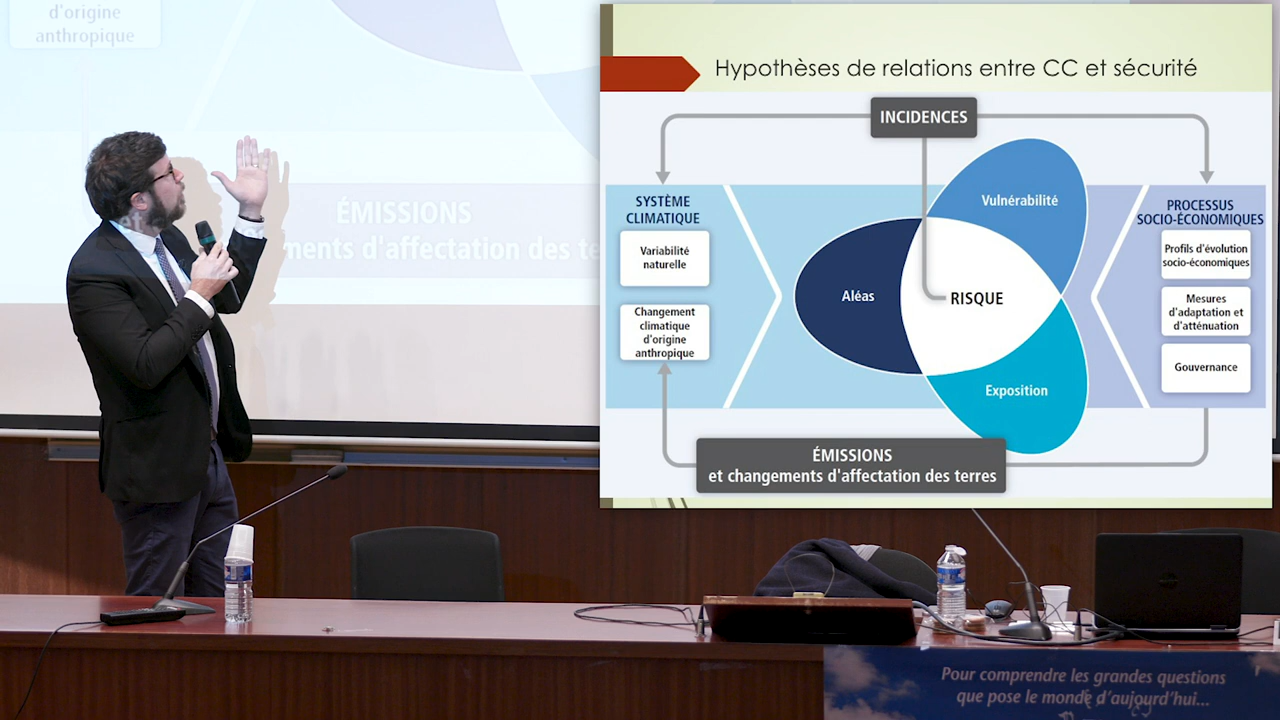 d'origine
anthropique
ÉMISSIONS
ments d'affectation des te
Hypothèses de relations entre CC et sécurité
INCIDENCES
SYSTÈME
CLIMATIQUE
Variabilité
naturelle
Changement
climatique
d'origine
anthropique
Vulnérabilité
Aléas
RISQUE
Exposition
PROCESSUS
SOCIO-ÉCONOMIQUES
Profils d'évolution
socio-économiques
Mesures
d'adaptation et
d'atténuation
Gouvernance
ÉMISSIONS
et changements d'affectation des terres
Pour comprendre les grandes questions
que pose le monde d'aujourd'hui...